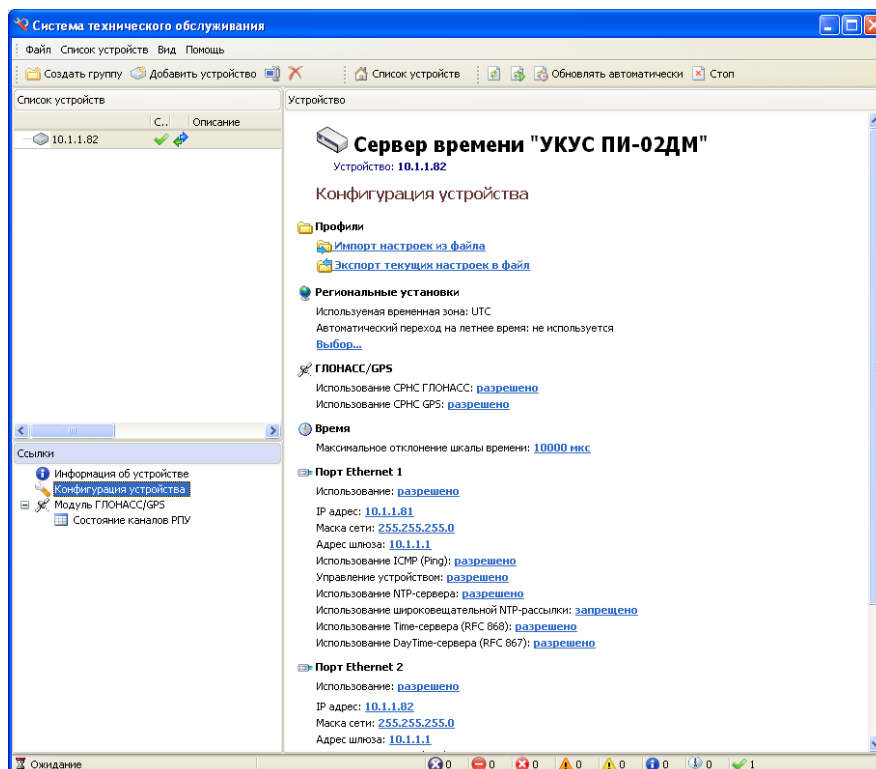 Система технического обслуживания
Файл Список устройств Вид Помощь
Создать группу Добавить устройство Список устройств Обновлять автоматически Стоп
Список устройств
С.. Описание
10.1.1.82
Ссылки
Информация об устройстве
Конфигурация устройства
Модуль ГЛОНАСС/GPS
Состояние каналов РПУ
Устройство
Сервер времени "УКУС ПИ-02ДМ"
Устройство: 10.1.1.82
Конфигурация устройства
Профили
Импорт настроек из файла
Экспорт текущих настроек в файл
Региональные установки
Используемая временная зона: UTC
Автоматический переход на летнее время: не используется
Выбор...
ГЛОНАСС/GPS
Использование СРНС ГЛОНАСС: разрешено
Использование СРНС GPS: разрешено
Время
Максимальное отклонение шкалы времени: 10000 мкс
Порт Ethernet 1
Использование: разрешено
IP адрес: 10.1.1.81
Маска сети: 255.255.255.0
Адрес шлюза: 10.1.1.1
Использование ICMP (Ping): разрешено
Управление устройством: разрешено
Использование NTP-сервера: разрешено
Использование широковещательной NTP-рассылки: запрещено
Использование Time-сервера (RFC 868): разрешено
Использование DayTime-сервера (RFC 867): разрешено
Порт Ethernet 2
Использование: разрешено
IP адрес: 10.1.1.82
Маска сети: 255.255.255.0
Адрес шлюза: 10.1.1.1
Ожидание 0 0 0 0 0 0 0 1